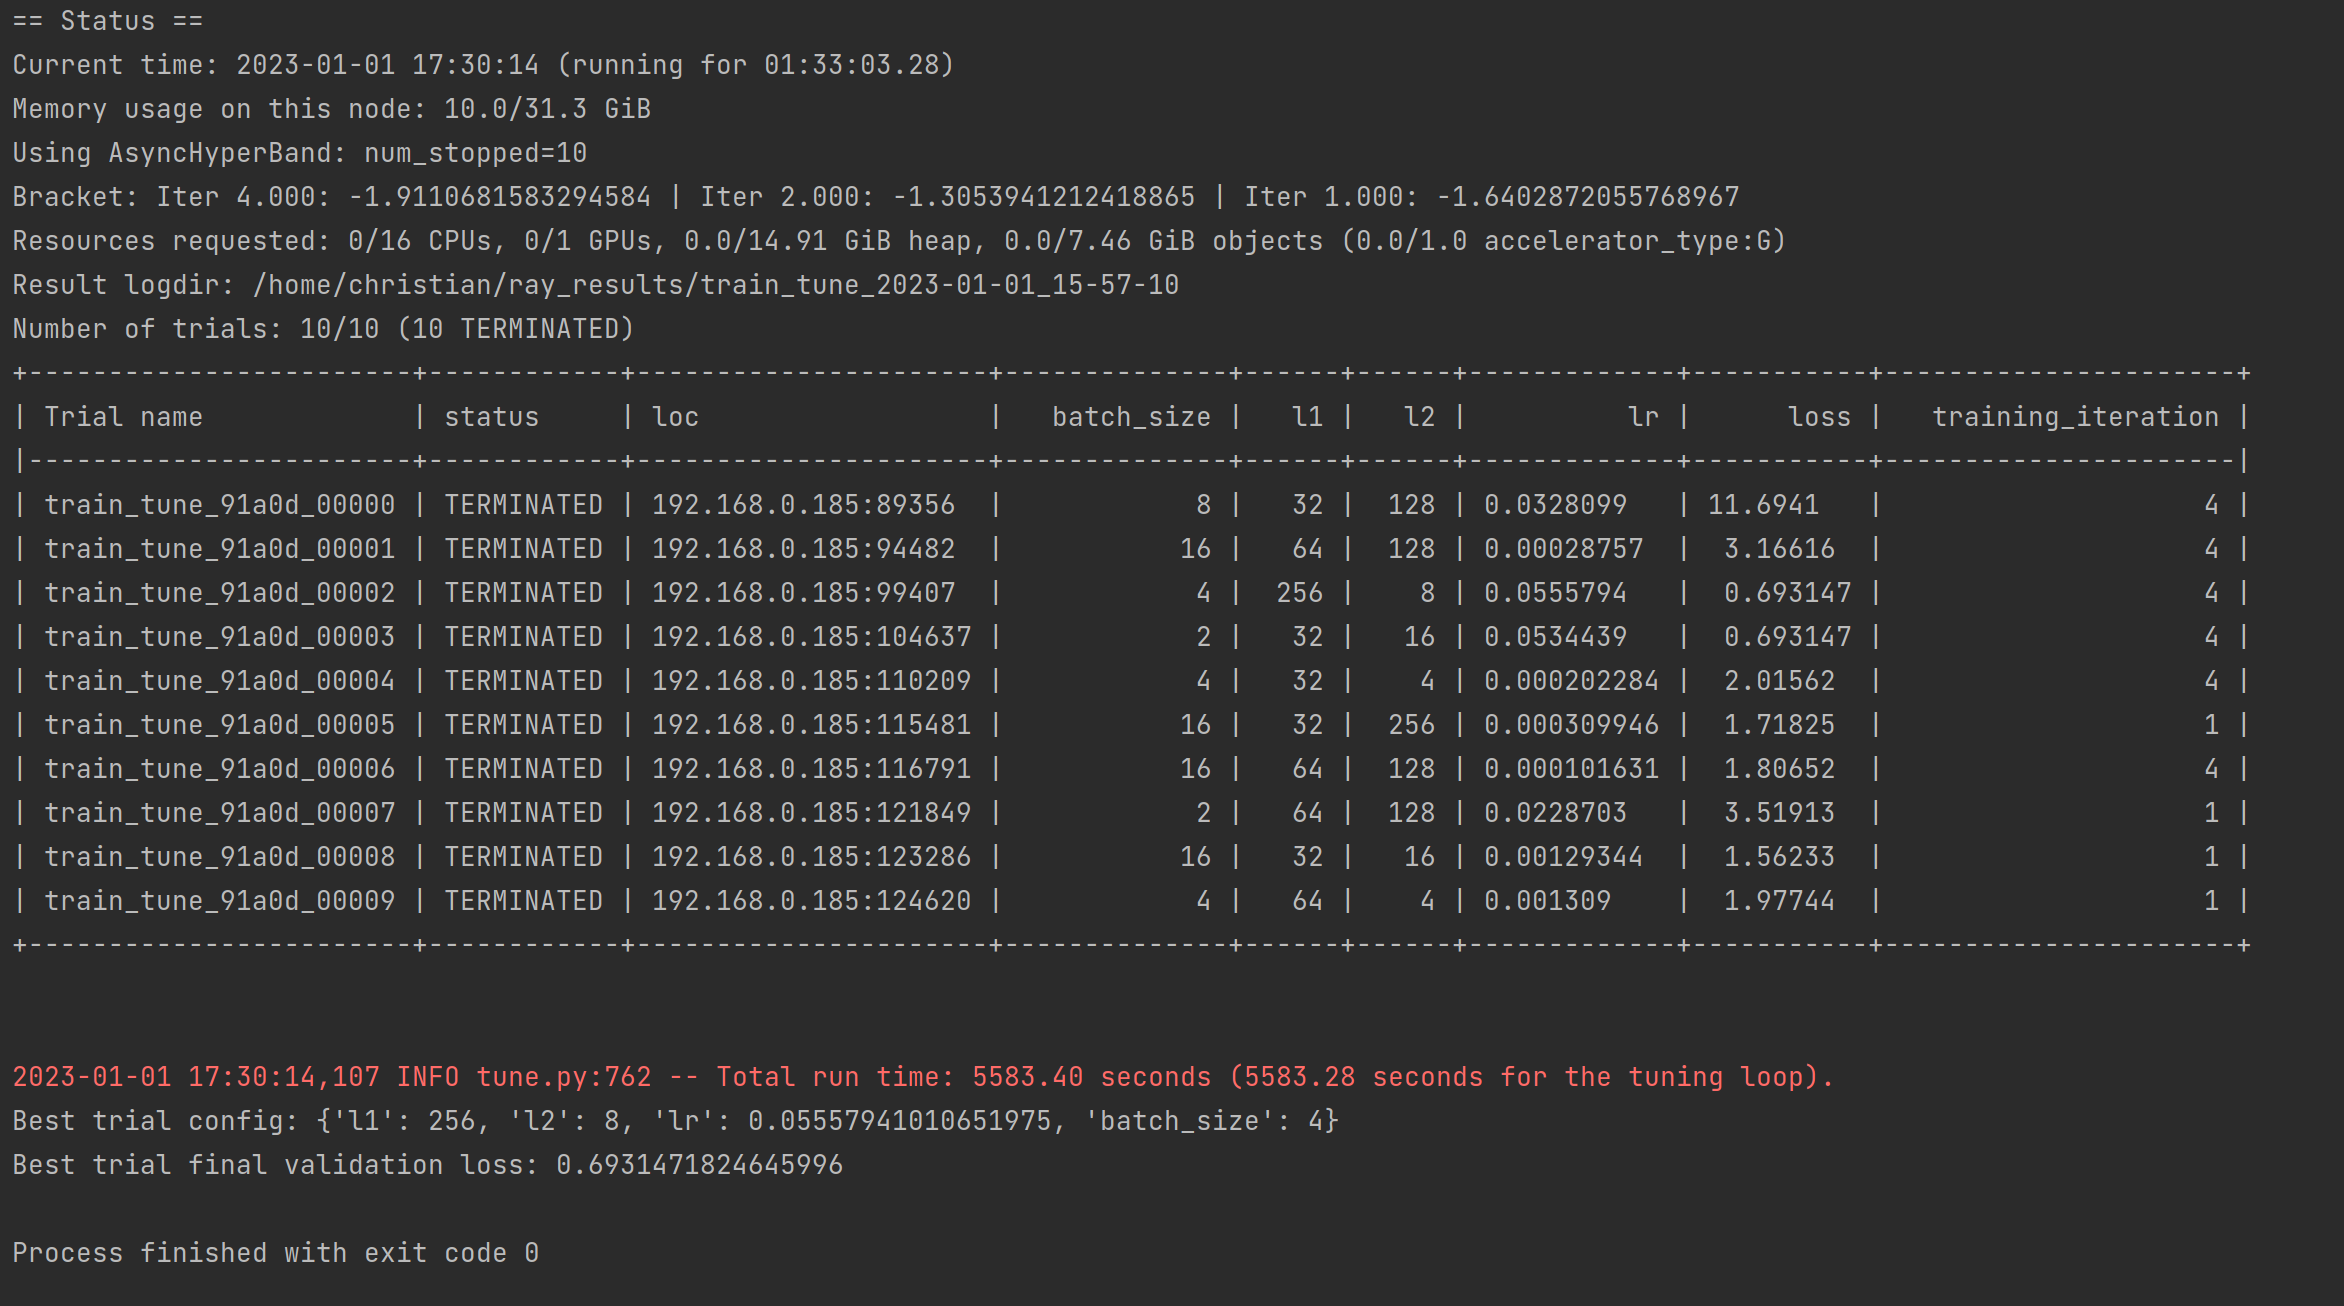 == Status ==
Current time: 2023-01-01 17:30:14 (running for 01:33:03.28)
Memory usage on this node: 10.0/31.3 GiB
Using AsyncHyperBand: num_stopped=10
Bracket: Iter 4.000: -1.9110681583294584 | Iter 2.000: -1.3053941212418865 | Iter 1.000: -1.6402872055768967
Resources requested: 0/16 CPUs, 0/1 GPUs, 0.0/14.91 GiB heap, 0.0/7.46 GiB objects (0.0/1.0 accelerator_type:G)
Result logdir: /home/christian/ray_results/train_tune_2023-01-01_15-57-10
Number of trials: 10/10 (10 TERMINATED)
+------------------------+------------+----------------------+--------------+------+------+-------------+-----------+----------------------+
| Trial name             | status     | loc                  |   batch_size |   l1 |   l2 |          lr |      loss |   training_iteration |
|------------------------+------------+----------------------+--------------+------+------+-------------+-----------+----------------------|
| train_tune_91a0d_00000 | TERMINATED | 192.168.0.185:89356  |            8 |   32 |  128 | 0.0328099   | 11.6941   |                    4 |
| train_tune_91a0d_00001 | TERMINATED | 192.168.0.185:94482  |           16 |   64 |  128 | 0.00028757  |  3.16616  |                    4 |
| train_tune_91a0d_00002 | TERMINATED | 192.168.0.185:99407  |            4 |  256 |    8 | 0.0555794   |  0.693147 |                    4 |
| train_tune_91a0d_00003 | TERMINATED | 192.168.0.185:104637 |            2 |   32 |   16 | 0.0534439   |  0.693147 |                    4 |
| train_tune_91a0d_00004 | TERMINATED | 192.168.0.185:110209 |            4 |   32 |    4 | 0.000202284 |  2.01562  |                    4 |
| train_tune_91a0d_00005 | TERMINATED | 192.168.0.185:115481 |           16 |   32 |  256 | 0.000309946 |  1.71825  |                    1 |
| train_tune_91a0d_00006 | TERMINATED | 192.168.0.185:116791 |           16 |   64 |  128 | 0.000101631 |  1.80652  |                    4 |
| train_tune_91a0d_00007 | TERMINATED | 192.168.0.185:121849 |            2 |   64 |  128 | 0.0228703   |  3.51913  |                    1 |
| train_tune_91a0d_00008 | TERMINATED | 192.168.0.185:123286 |           16 |   32 |   16 | 0.00129344  |  1.56233  |                    1 |
| train_tune_91a0d_00009 | TERMINATED | 192.168.0.185:124620 |            4 |   64 |    4 | 0.001309    |  1.97744  |                    1 |
+------------------------+------------+----------------------+--------------+------+------+-------------+-----------+----------------------+
2023-01-01 17:30:14,107 INFO tune.py:762 -- Total run time: 5583.40 seconds (5583.28 seconds for the tuning loop).
Best trial config: {'l1': 256, 'l2': 8, 'lr': 0.05557941010651975, 'batch_size': 4}
Best trial final validation loss: 0.6931471824645996
Process finished with exit code 0